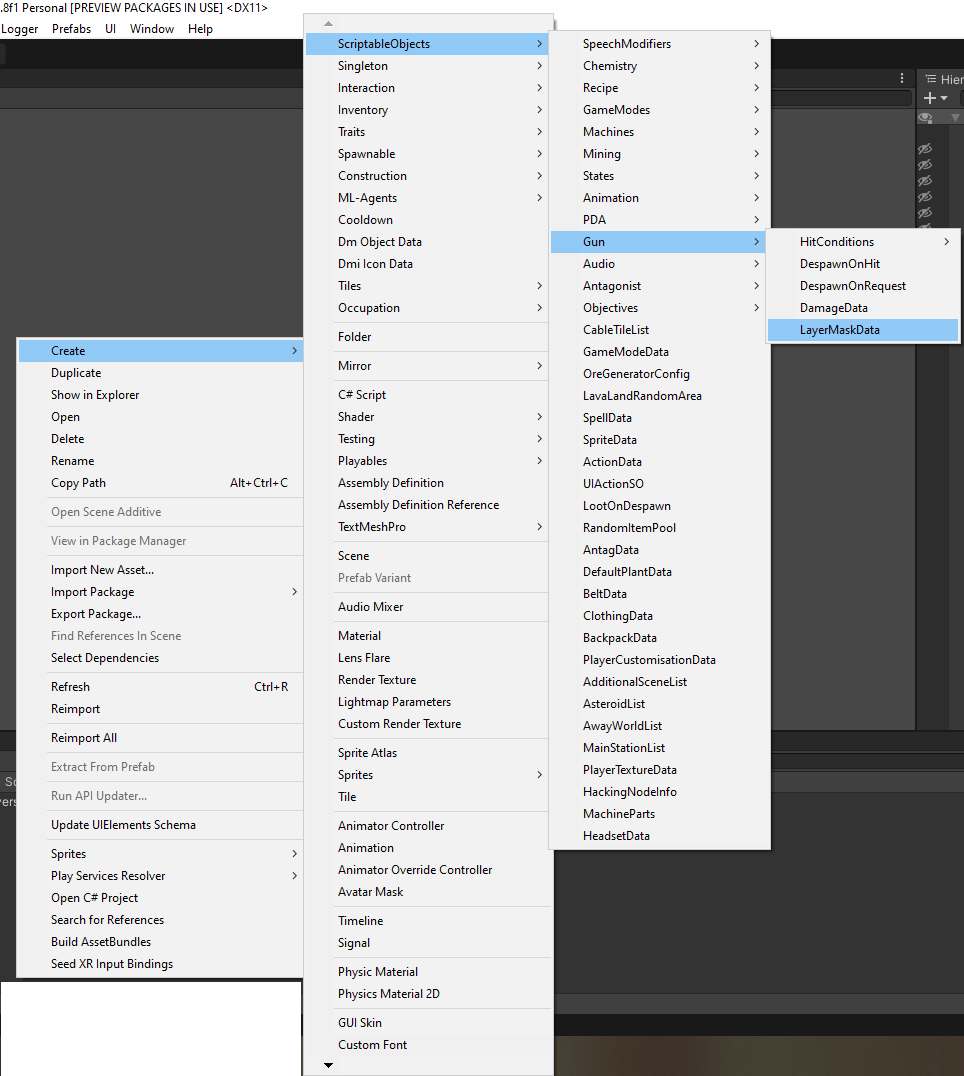 .8f1 Personal [PREVIEW PACKAGES IN USE] <DX11>
Logger Prefabs UI Window Help
Hier
Create
Duplicate
Show in Explorer
Open
Delete
Rename
Copy Path Alt+Ctrl+C
Open Scene Additive
View in Package Manager
Import New Asset...
Import Package
Export Package...
Find References In Scene
Select Dependencies
Refresh Ctrl+R
Reimport
Reimport All
Extract From Prefab
Run API Updater...
Update UIElements Schema
Sprites
Play Services Resolver
Open C# Project
Search for References
Build AssetBundles
Seed XR Input Bindings
ScriptableObjects
Singleton
Interaction
Inventory
Traits
Spawnable
Construction
ML-Agents
Cooldown
Dm Object Data
Dmi Icon Data
Tiles
Occupation
Folder
Mirror
C# Script
Shader
Testing
Playables
Assembly Definition
Assembly Definition Reference
TextMeshPro
Scene
Prefab Variant
Audio Mixer
Material
Lens Flare
Render Texture
Lightmap Parameters
Custom Render Texture
Sprite Atlas
Sprites
Tile
Animator Controller
Animation
Animator Override Controller
Avatar Mask
Timeline
Signal
Physic Material
Physics Material 2D
GUI Skin
Custom Font
SpeechModifiers
Chemistry
Recipe
GameModes
Machines
Mining
States
Animation
PDA
Gun
Audio
Antagonist
Objectives
CableTileList
GameModeData
OreGeneratorConfig
LavaLandRandomArea
SpellData
SpriteData
ActionData
UIActionSO
LootOnDespawn
RandomItemPool
AntagData
DefaultPlantData
BeltData
ClothingData
BackpackData
PlayerCustomisationData
AdditionalSceneList
AsteroidList
AwayWorldList
MainStationList
PlayerTextureData
HackingNodeInfo
MachineParts
HeadsetData
HitConditions
DespawnOnHit
DespawnOnRequest
DamageData
LayerMaskData